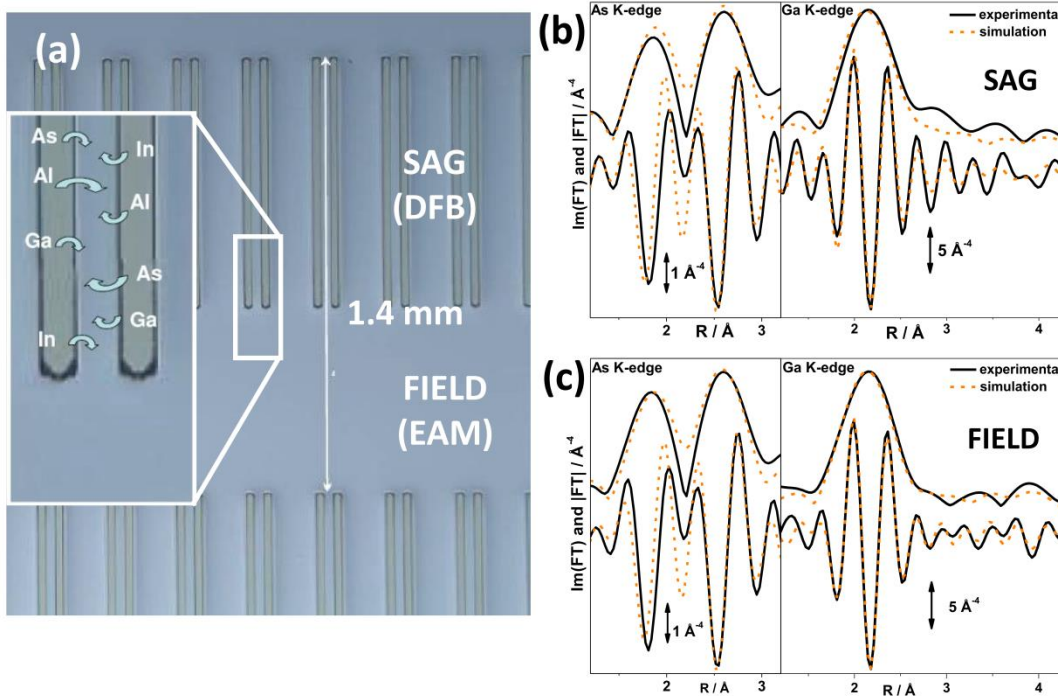 (a)
As
In
Al
Al
Ga
As
Ga
In
SAG
(DFB)
1.4 mm
FIELD
(EAM)
(b)
As K-edge
Ga K-edge
experimental
simulation
SAG
Im(FT) and |FT| / Å⁻⁴
1 Å⁻⁴
5 Å⁻⁴
2 R / Å 3
2 R / Å 3 4
(c)
As K-edge
Ga K-edge
experimental
simulation
FIELD
Im(FT) and |FT| / Å⁻⁴
1 Å⁻⁴
5 Å⁻⁴
2 R / Å 3
2 R / Å 3 4